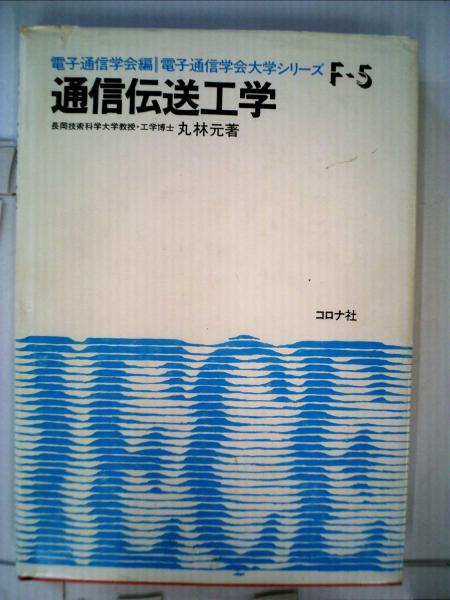 電子通信学会編|電子通信学会大学シリーズ F-5
通信伝送工学
長岡技術科学大学教授・工学博士 丸林元著
コロナ社